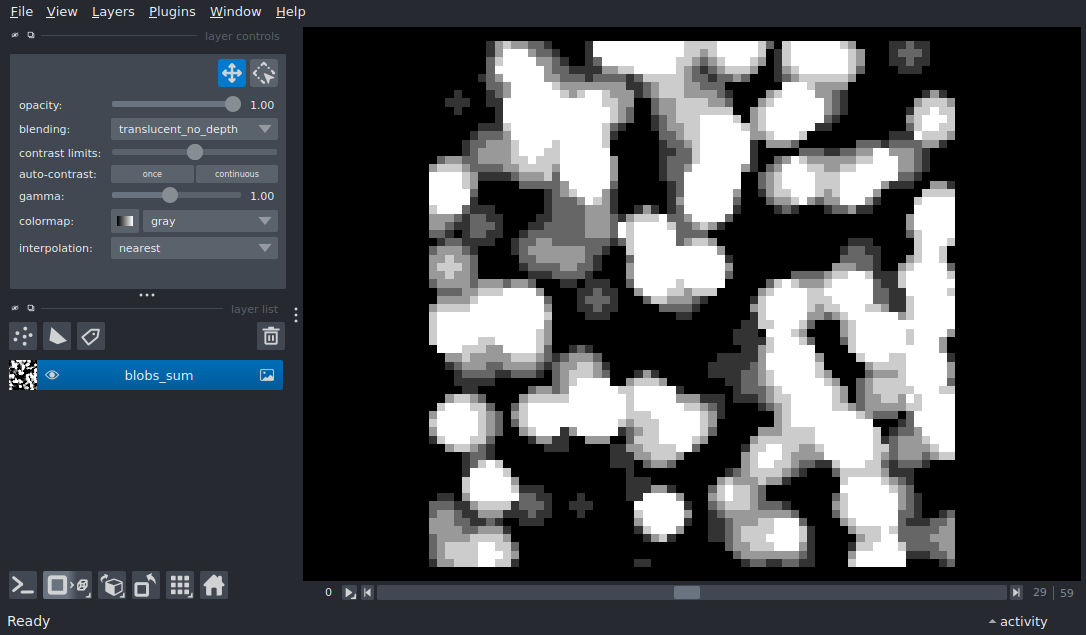 File View Layers Plugins Window Help
layer controls
opacity: 1.00
blending: translucent_no_depth
contrast limits:
auto-contrast: once continuous
gamma: 1.00
colormap: gray
interpolation: nearest
layer list
blobs_sum
0 29 59
Ready activity